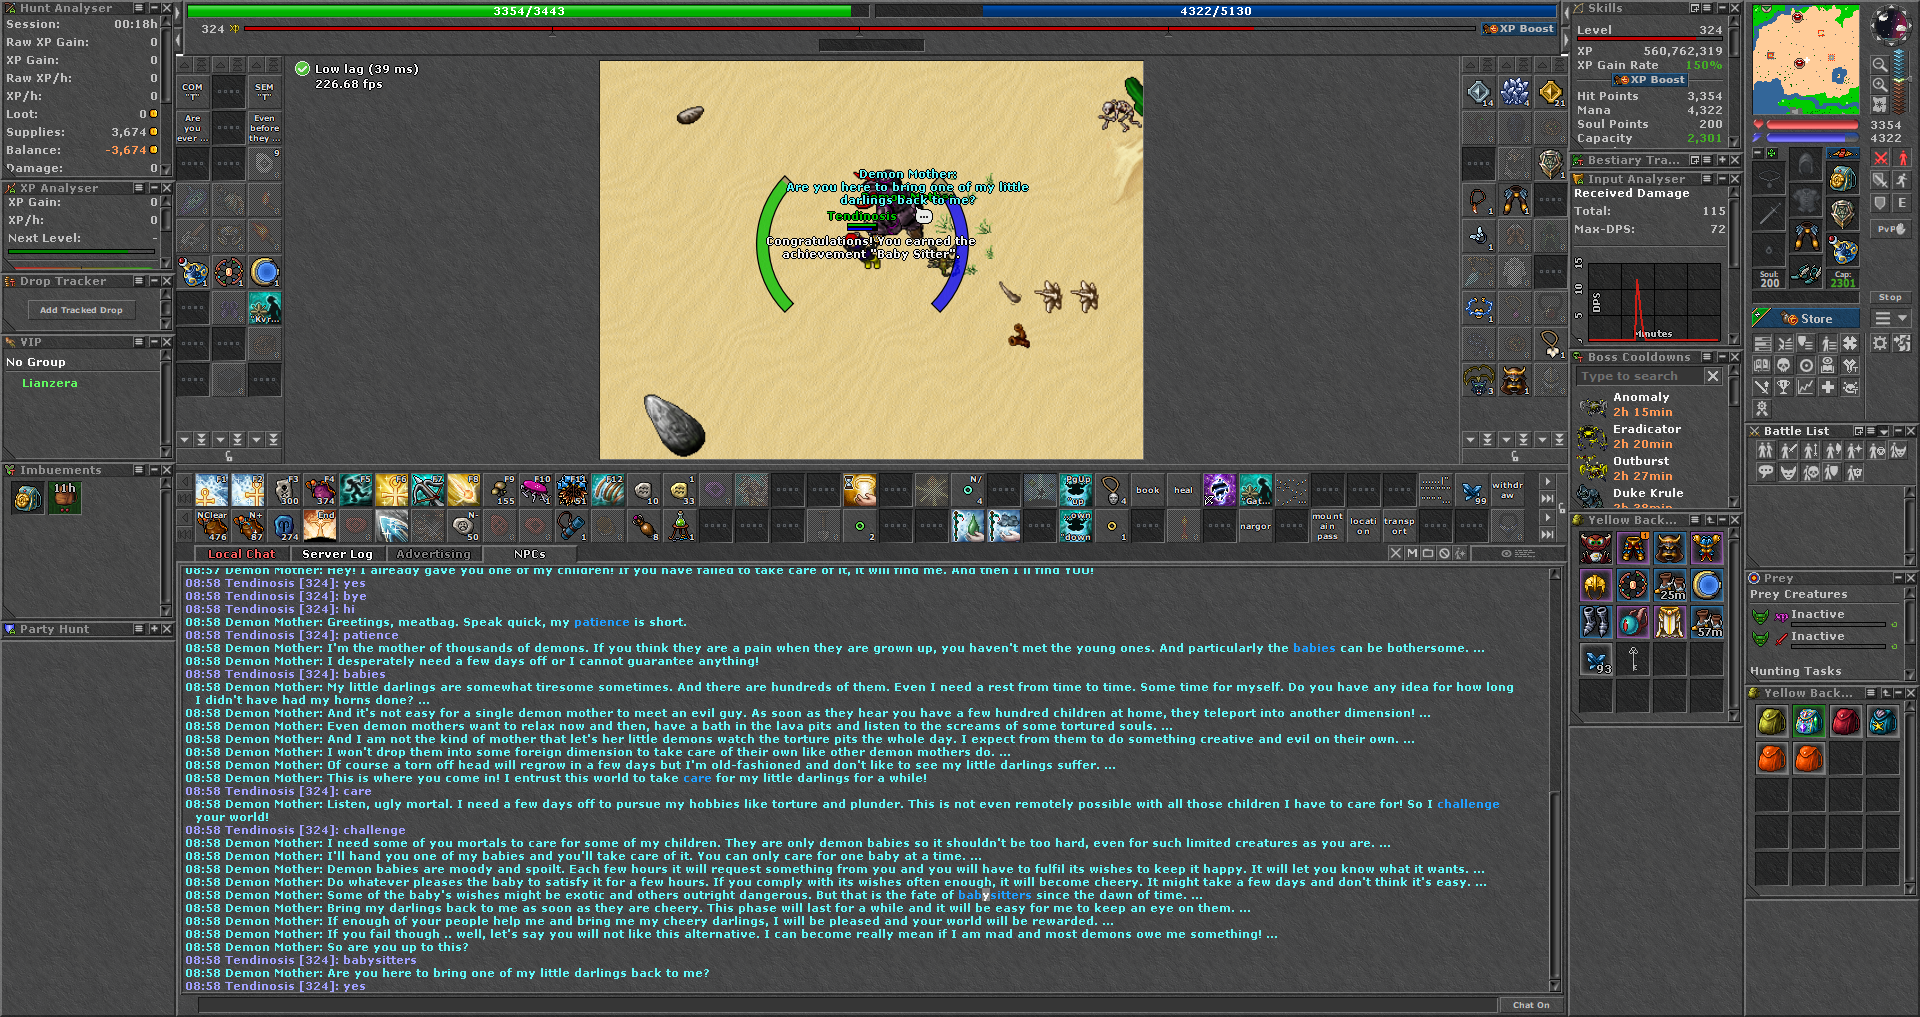 Hunt Analyser
Session: 00:18h
Raw XP Gain: 0
XP Gain: 0
Raw XP/h: 0
XP/h: 0
Loot: 0
Supplies: 3,674
Balance: -3,674
Damage: 0
XP Analyser
XP Gain: 0
XP/h: 0
Next Level: -
Drop Tracker
Add Tracked Drop
VIP
No Group
Lianzera
Imbuements
11h
Party Hunt
3354/3443
4322/5130
324 XP
XP Boost
Low lag (39 ms)
226.68 fps
COM
"T"
SEM
"T"
Are you ever ...
Even before they ...
9
1 1 1
"Kvr...
Demon Mother:
Are you here to bring one of my little
darlings back to me?
Tendinosis
Congratulations! You earned the
achievement "Baby Sitter".
14 4 21
F1 F2 F3 300 F4 374 F5 F6 F7 F8 F9 155 F10 1 F11 51 F12
10 1 33 N/ 4 PgUp "up 4 book heal "Gat... 99 withdr aw
NClear 476 N+ 87 274 End N- 50 1 8 1 2 ...own "down 1 nargor mount ain pass locati on transp ort
Local Chat
Server Log
Advertising
NPCs
08:57 Demon Mother: Hey! I already gave you one of my children! If you have failed to take care of it, it will find me. And then I'll find YOU!
08:58 Tendinosis [324]: yes
08:58 Tendinosis [324]: bye
08:58 Tendinosis [324]: hi
08:58 Demon Mother: Greetings, meatbag. Speak quick, my patience is short.
08:58 Tendinosis [324]: patience
08:58 Demon Mother: I'm the mother of thousands of demons. If you think they are a pain when they are grown up, you haven't met the young ones. And particularly the babies can be bothersome. ...
08:58 Demon Mother: I desperately need a few days off or I cannot guarantee anything!
08:58 Tendinosis [324]: babies
08:58 Demon Mother: My little darlings are somewhat tiresome sometimes. And there are hundreds of them. Even I need a rest from time to time. Some time for myself. Do you have any idea for how long
I didn't have had my horns done? ...
08:58 Demon Mother: And it's not easy for a single demon mother to meet an evil guy. As soon as they hear you have a few hundred children at home, they teleport into another dimension! ...
08:58 Demon Mother: Even demon mothers want to relax now and then, have a bath in the lava pits and listen to the screams of some tortured souls. ...
08:58 Demon Mother: And I am not the kind of mother that let's her little demons watch the torture pits the whole day. I expect from them to do something creative and evil on their own. ...
08:58 Demon Mother: I won't drop them into some foreign dimension to take care of their own like other demon mothers do. ...
08:58 Demon Mother: Of course a torn off head will regrow in a few days but I'm old-fashioned and don't like to see my little darlings suffer. ...
08:58 Demon Mother: This is where you come in! I entrust this world to take care for my little darlings for a while!
08:58 Tendinosis [324]: care
08:58 Demon Mother: Listen, ugly mortal. I need a few days off to pursue my hobbies like torture and plunder. This is not even remotely possible with all those children I have to care for! So I challenge
your world!
08:58 Tendinosis [324]: challenge
08:58 Demon Mother: I need some of you mortals to care for some of my children. They are only demon babies so it shouldn't be too hard, even for such limited creatures as you are. ...
08:58 Demon Mother: I'll hand you one of my babies and you'll take care of it. You can only care for one baby at a time. ...
08:58 Demon Mother: Demon babies are moody and spoilt. Each few hours it will request something from you and you will have to fulfil its wishes to keep it happy. It will let you know what it wants. ...
08:58 Demon Mother: Do whatever pleases the baby to satisfy it for a few hours. If you comply with its wishes often enough, it will become cheery. It might take a few days and don't think it's easy. ...
08:58 Demon Mother: Some of the baby's wishes might be exotic and others outright dangerous. But that is the fate of babysitters since the dawn of time. ...
08:58 Demon Mother: Bring my darlings back to me as soon as they are cheery. This phase will last for a while and it will be easy for me to keep an eye on them. ...
08:58 Demon Mother: If enough of your people help me and bring me my cheery darlings, I will be pleased and your world will be rewarded. ...
08:58 Demon Mother: If you fail though .. well, let's say you will not like this alternative. I can become really mean if I am mad and most demons owe me something! ...
08:58 Demon Mother: So are you up to this?
08:58 Tendinosis [324]: babysitters
08:58 Demon Mother: Are you here to bring one of my little darlings back to me?
08:58 Tendinosis [324]: yes
Chat On
Skills
Level 324
XP 560,762,319
XP Gain Rate 150%
XP Boost
Hit Points 3,354
Mana 4,322
Soul Points 200
Capacity 2,301
Bestiary Tra...
Input Analyser
Received Damage
Total: 115
Max-DPS: 72
15
10
5
DPS
Minutes
Boss Cooldowns
Type to search
Anomaly
2h 15min
Eradicator
2h 20min
Outburst
2h 27min
Duke Krule
2h 38min
Yellow Back...
25m
57m
93
3354
4322
E
PvP
Soul: 200
Cap: 2301
Stop
Store
Battle List
Prey
Prey Creatures
Inactive
Inactive
Hunting Tasks
Yellow Back...